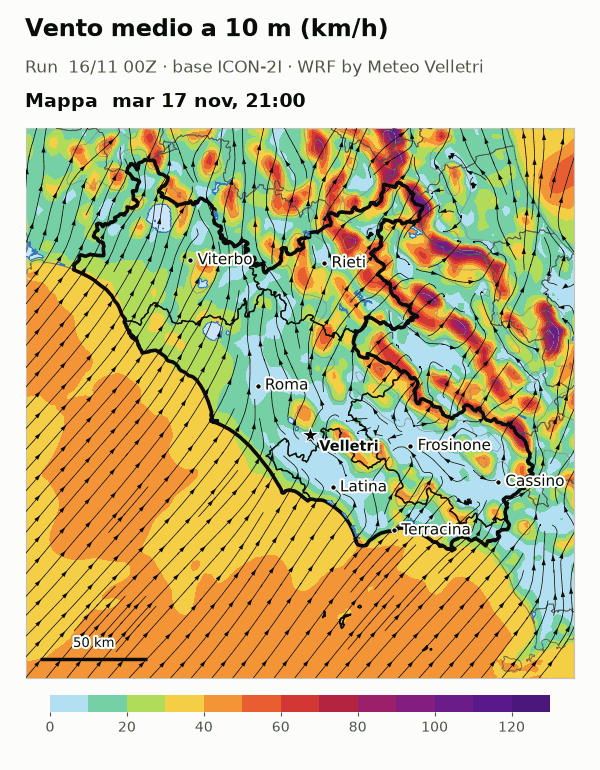 Vento medio a 10 m (km/h)
Run 16/11 00Z · base ICON-2I · WRF by Meteo Velletri
Mappa mar 17 nov, 21:00
Viterbo
Rieti
Roma
Velletri
Frosinone
Cassino
Latina
Terracina
50 km
0 20 40 60 80 100 120